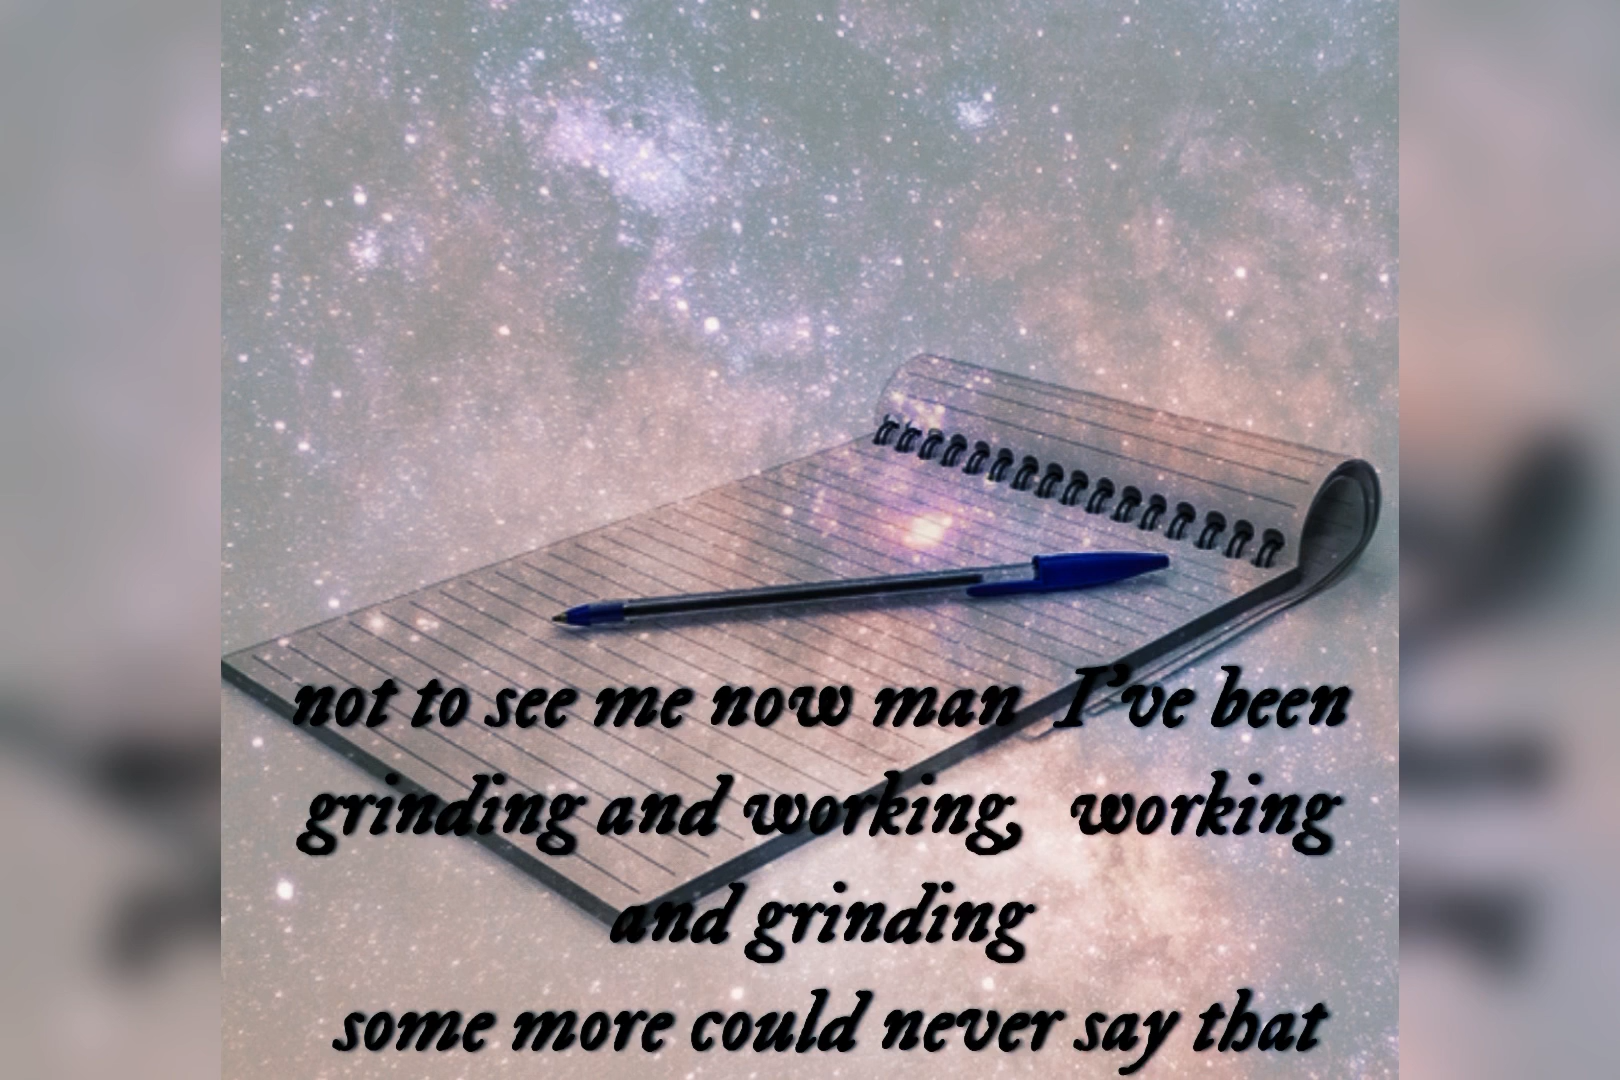 not to see me now man I've been
grinding and working, working
and grinding
some more could never say that